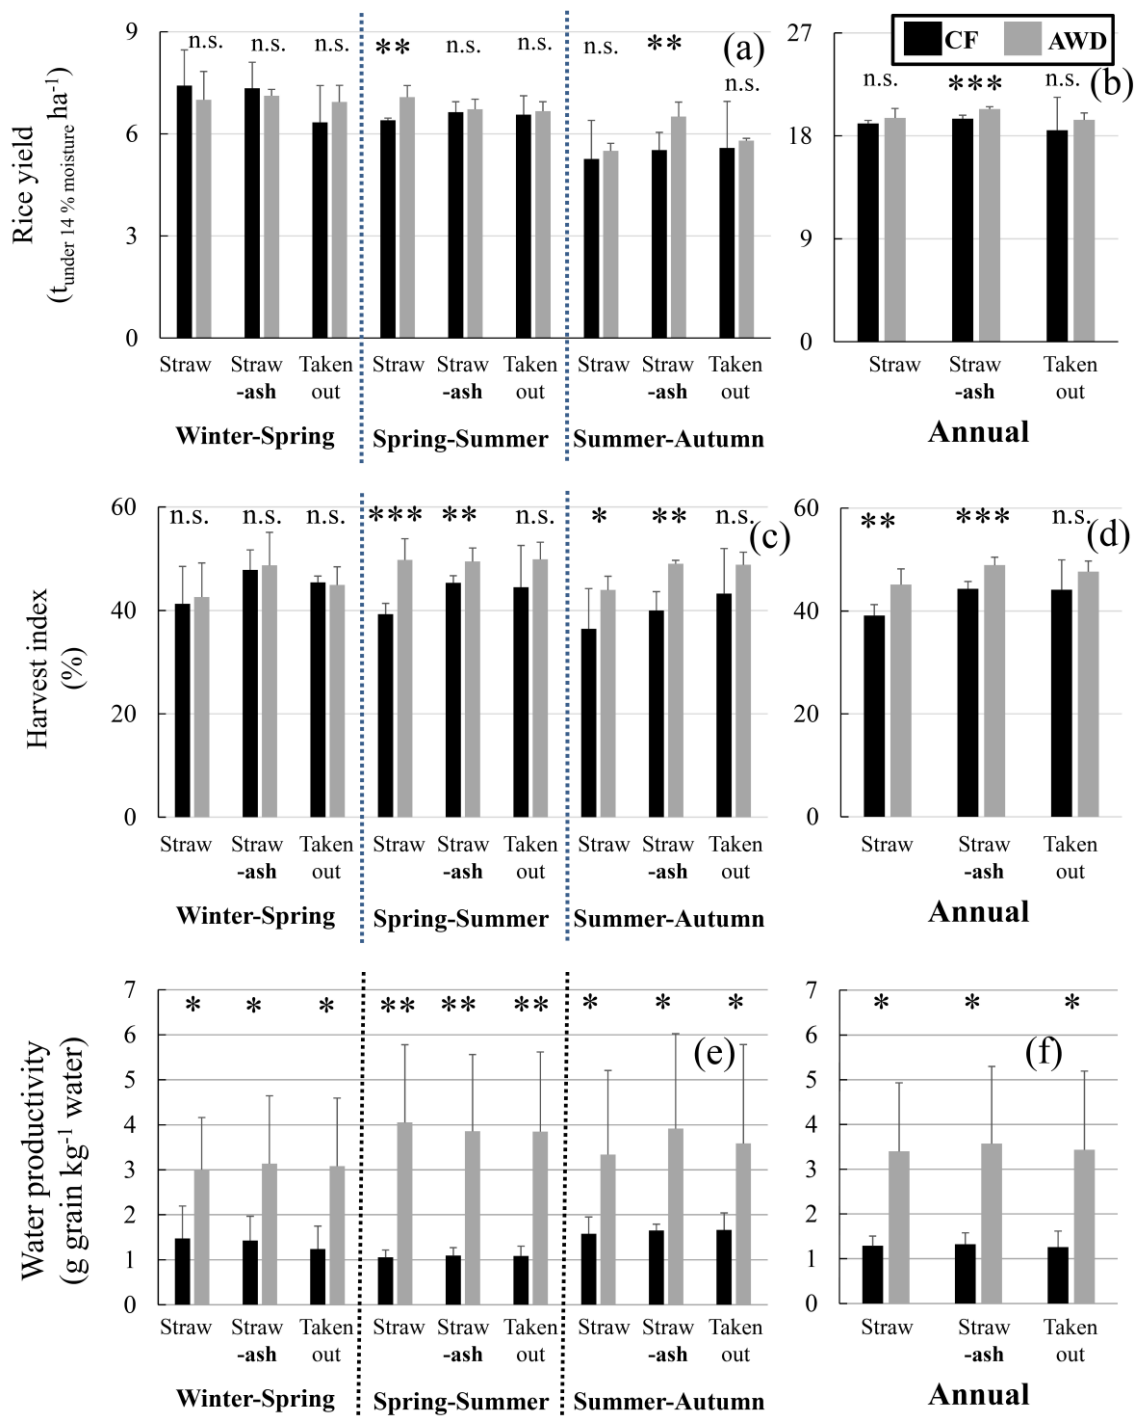 9
n.s.
n.s.
n.s.
**
n.s.
n.s.
n.s.
**
n.s.
(a)
6
3
0
Rice yield
(t under 14 % moisture ha-1)
Straw
Straw
-ash
Taken
out
Straw
Straw
-ash
Taken
out
Straw
Straw
-ash
Taken
out
Winter-Spring
Spring-Summer
Summer-Autumn
27
CF
AWD
n.s.
***
n.s.
(b)
18
9
0
Straw
Straw
-ash
Taken
out
Annual
60
n.s.
n.s.
n.s.
***
**
n.s.
*
**
n.s.
(c)
40
20
0
Harvest index
(%)
Straw
Straw
-ash
Taken
out
Straw
Straw
-ash
Taken
out
Straw
Straw
-ash
Taken
out
Winter-Spring
Spring-Summer
Summer-Autumn
60
**
***
n.s.
(d)
40
20
0
Straw
Straw
-ash
Taken
out
Annual
7
*
*
*
**
**
**
*
*
*
(e)
6
5
4
3
2
1
0
Water productivity
(g grain kg-1 water)
Straw
Straw
-ash
Taken
out
Straw
Straw
-ash
Taken
out
Straw
Straw
-ash
Taken
out
Winter-Spring
Spring-Summer
Summer-Autumn
7
*
*
*
(f)
6
5
4
3
2
1
0
Straw
Straw
-ash
Taken
out
Annual